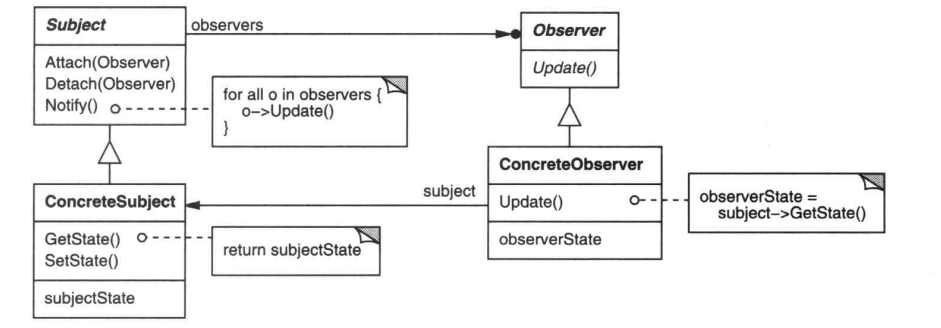 Subject
observers
Observer
Attach(Observer)
Detach(Observer)
Notify()
for all o in observers {
o–>Update()
}
Update()
ConcreteSubject
GetState()
SetState()
subjectState
return subjectState
subject
ConcreteObserver
Update()
observerState
observerState =
subject–>GetState()